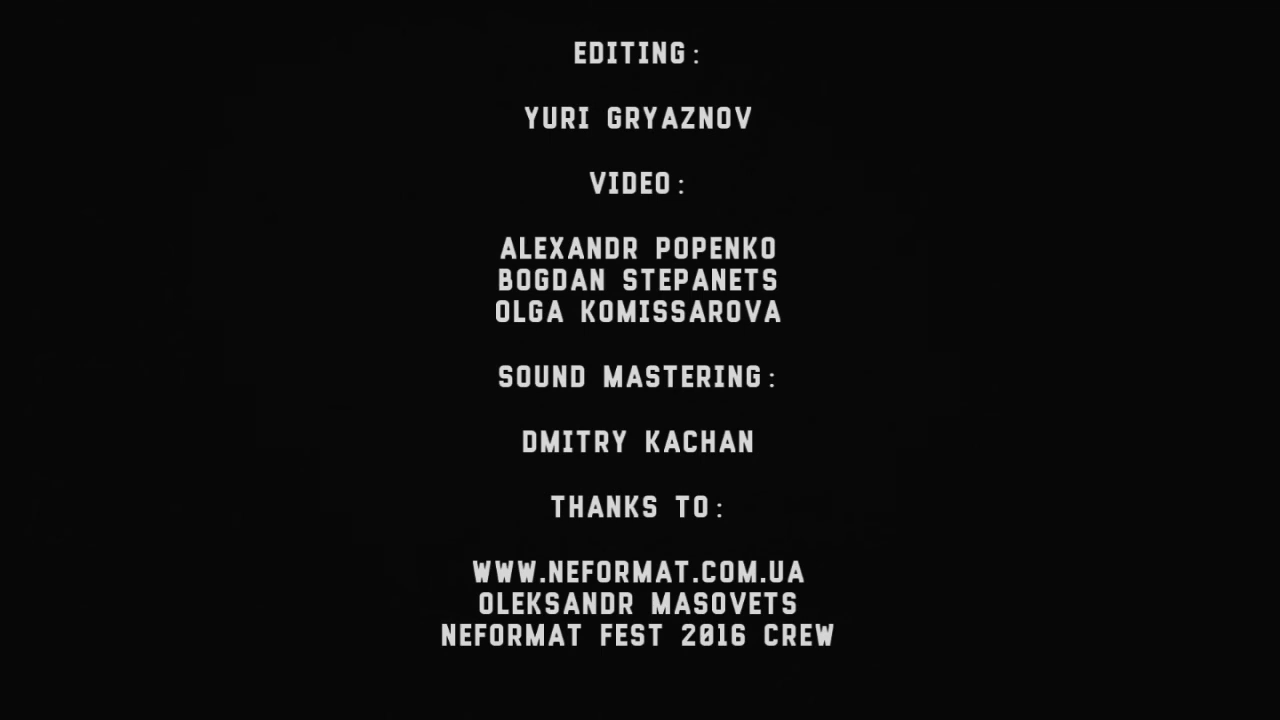 EDITING:
YURI GRYAZNOV
VIDEO:
ALEXANDR POPENKO
BOGDAN STEPANETS
OLGA KOMISSAROVA
SOUND MASTERING:
DMITRY KACHAN
THANKS TO:
WWW.NEFORMAT.COM.UA
OLEKSANDR MASOVETS
NEFORMAT FEST 2016 CREW